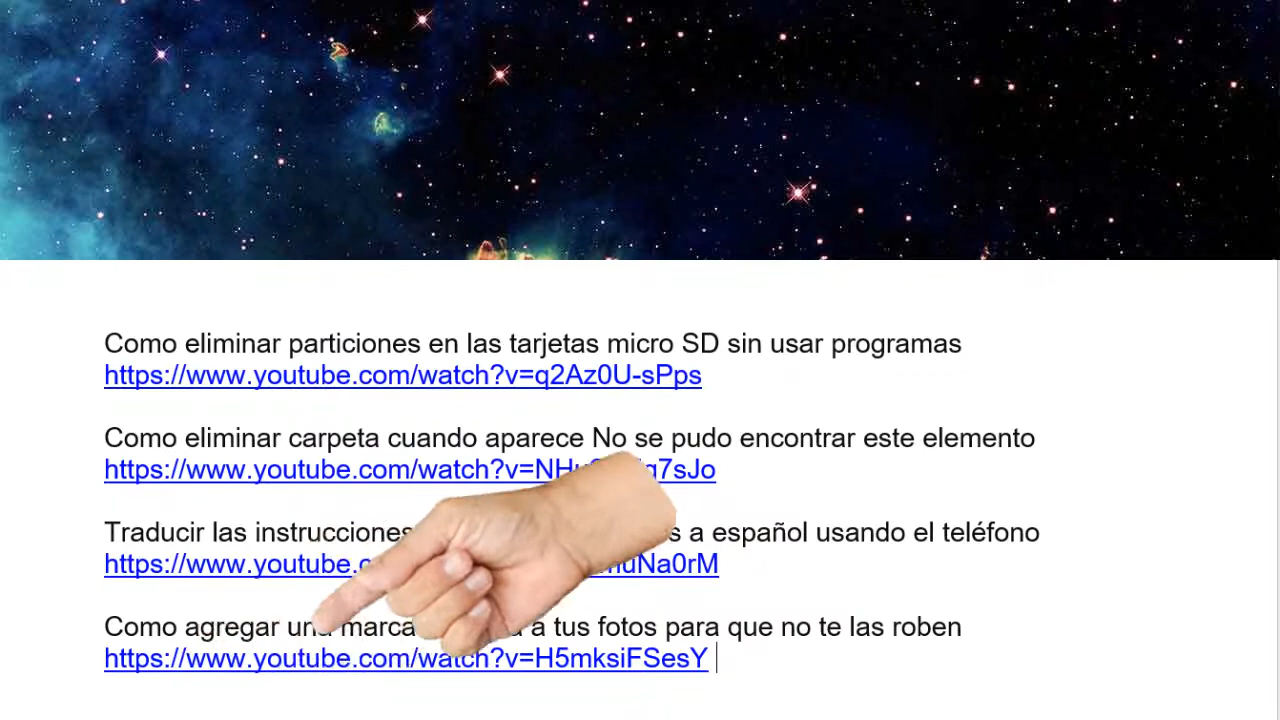 Como eliminar particiones en las tarjetas micro SD sin usar programas
https://www.youtube.com/watch?v=q2Az0U-sPps
Como eliminar carpeta cuando aparece No se pudo encontrar este elemento
https://www.youtube.com/watch?v=
Traducir las instrucciones a español usando el teléfono
https://www.youtube.
Como agregar una marca a tus fotos para que no te las roben
https://www.youtube.com/watch?v=H5mksiFSesY